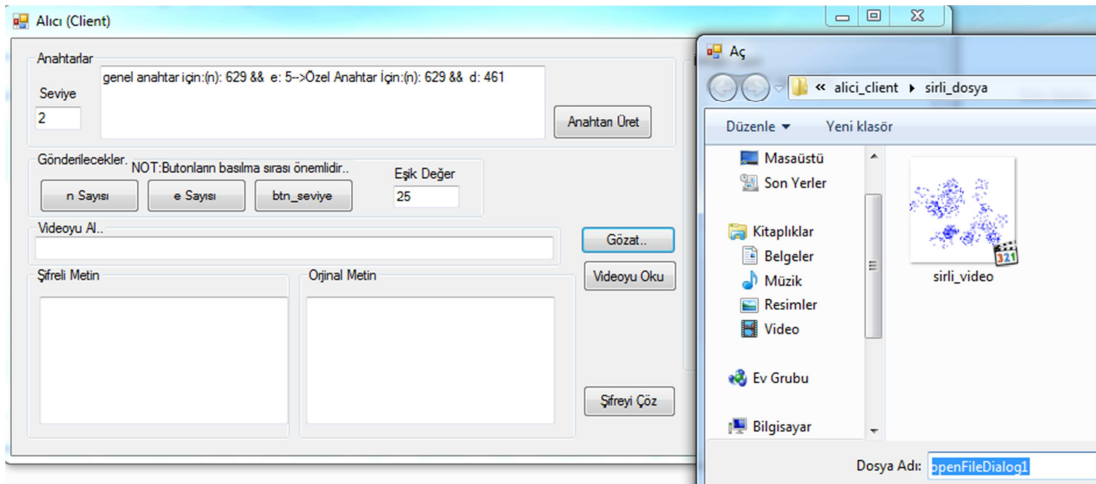 Alıcı (Client)
Anahtarlar
genel anahtar için:(n): 629 && e: 5-->Özel Anahtar İçin:(n): 629 && d: 461
Seviye
2
Anahtarı Üret
Gönderilecekler.
NOT:Butonların basılma sırası önemlidir..
Eşik Değer
n Sayısı
e Sayısı
btn_seviye
25
Videoyu Al..
Gözat..
Şifreli Metin
Orjinal Metin
Videoyu Oku
Şifreyi Çöz
Aç
« alici_client ▸ sirli_dosya
Düzenle ▾ Yeni klasör
Masaüstü
Son Yerler
Kitaplıklar
Belgeler
Müzik
Resimler
Video
Ev Grubu
Bilgisayar
321
sirli_video
Dosya Adı: openFileDialog1